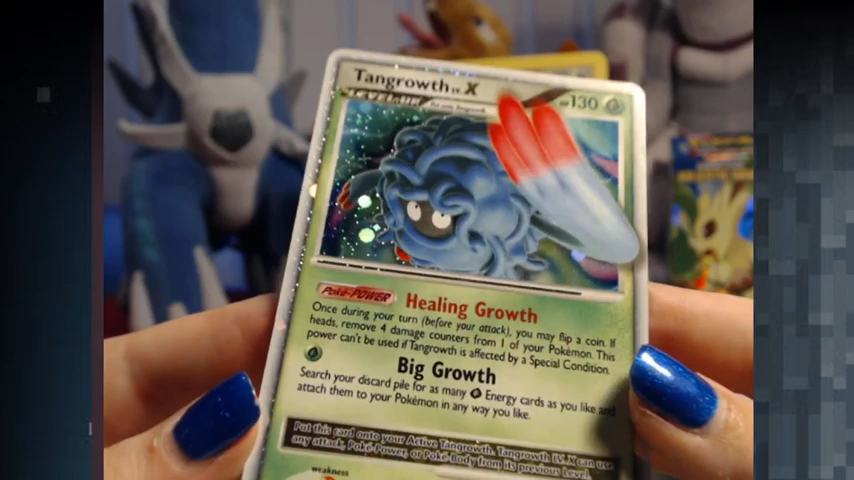 Tangrowth LV.X
HP 130
LEVEL-UP
Poké-POWER Healing Growth
Once during your turn (before your attack), you may flip a coin. If
heads, remove 4 damage counters from 1 of your Pokémon. This
power can't be used if Tangrowth is affected by a Special Condition.
Big Growth
Search your discard pile for as many Energy cards as you like and
attach them to your Pokémon in any way you like.
Put this card onto your Active Tangrowth. Tangrowth LV. X can use
any attack, Poké-Power, or Poké-Body from its previous Level.
weakness